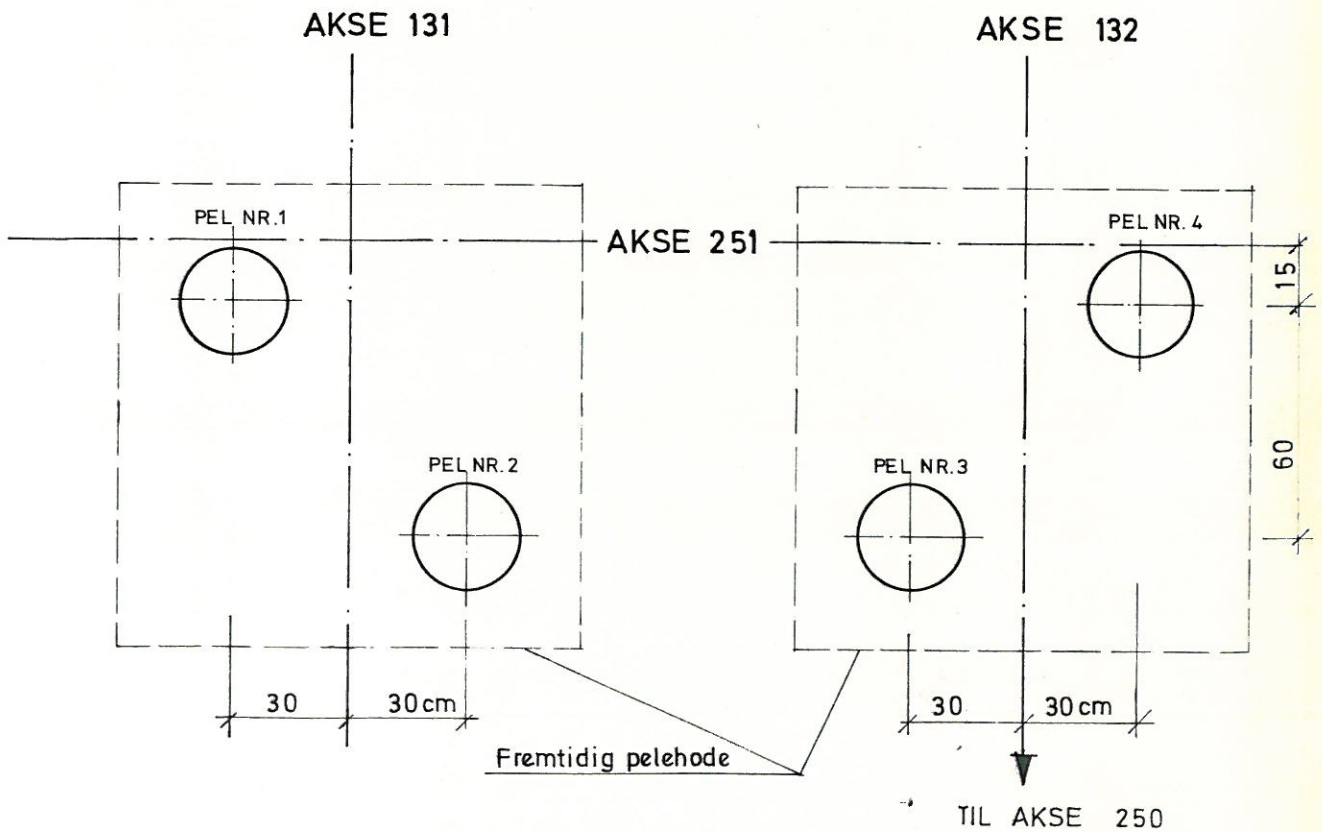 AKSE 131
AKSE 132
PEL NR.1
PEL NR. 4
AKSE 251
15
60
PEL NR.2
PEL NR.3
30
30 cm
30
30 cm
Fremtidig pelehode
TIL AKSE 250